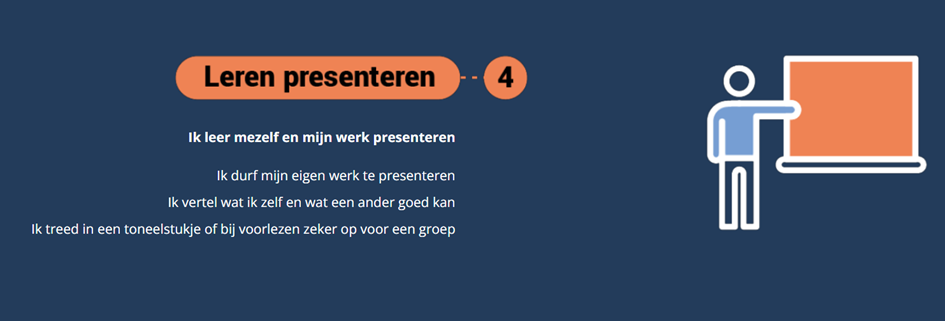 Leren presenteren 4
Ik leer mezelf en mijn werk presenteren
Ik durf mijn eigen werk te presenteren
Ik vertel wat ik zelf en wat een ander goed kan
Ik treed in een toneelstukje of bij voorlezen zeker op voor een groep